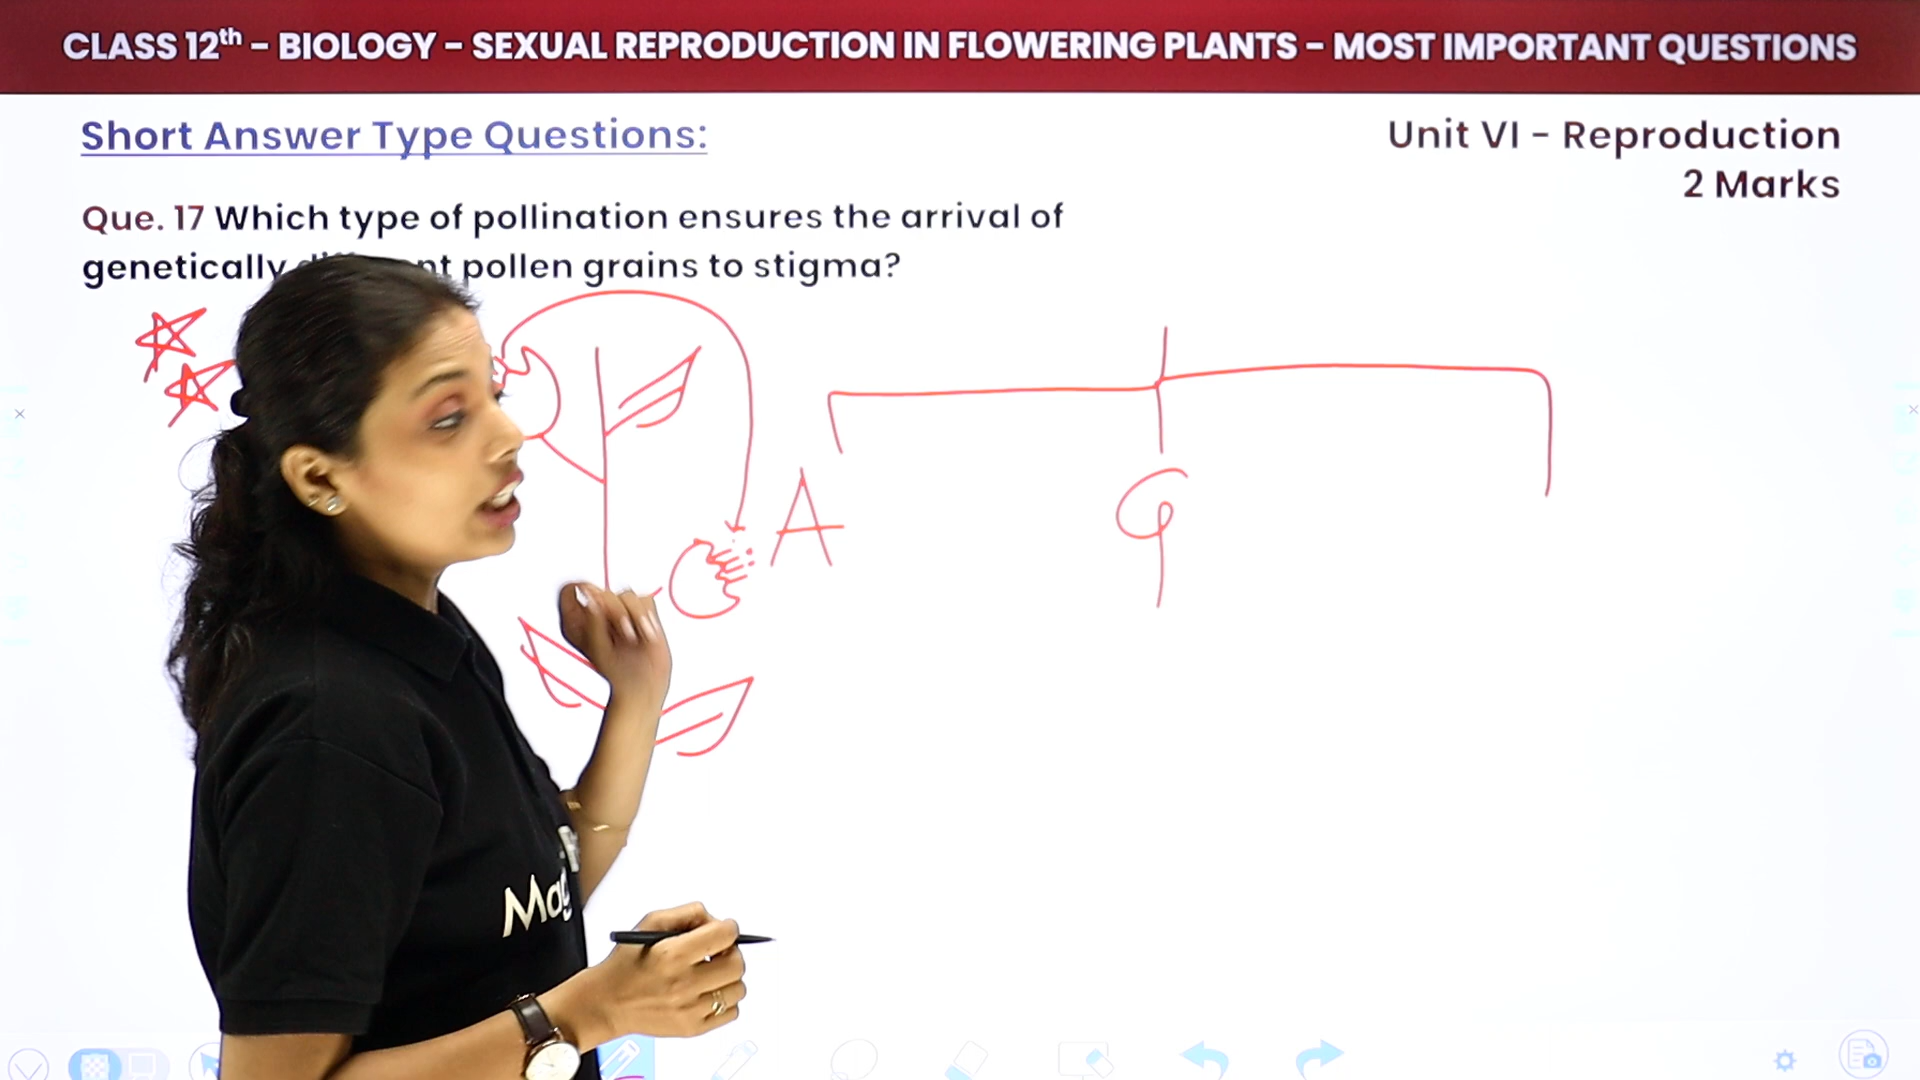 CLASS 12th - BIOLOGY - SEXUAL REPRODUCTION IN FLOWERING PLANTS - MOST IMPORTANT QUESTIONS
Short Answer Type Questions:
Unit VI - Reproduction
2 Marks
Que. 17 Which type of pollination ensures the arrival of
genetically pollen grains to stigma?
A
G